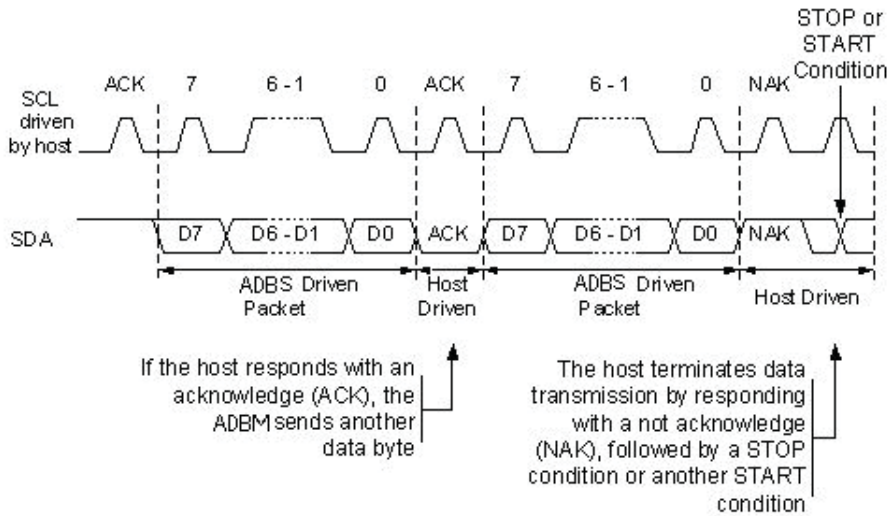 STOP or
START
Condition
ACK 7 6 - 1 0 ACK 7 6 - 1 0 NAK
SCL
driven
by host
SDA
D7 D6 - D1 D0 ACK D7 D6 - D1 D0 NAK
ADBS Driven
Packet
Host
Driven
ADBS Driven
Packet
Host Driven
If the host responds with an
acknowledge (ACK), the
ADBM sends another
data byte
The host terminates data
transmission by responding
with a not acknowledge
(NAK), followed by a STOP
condition or another START
condition